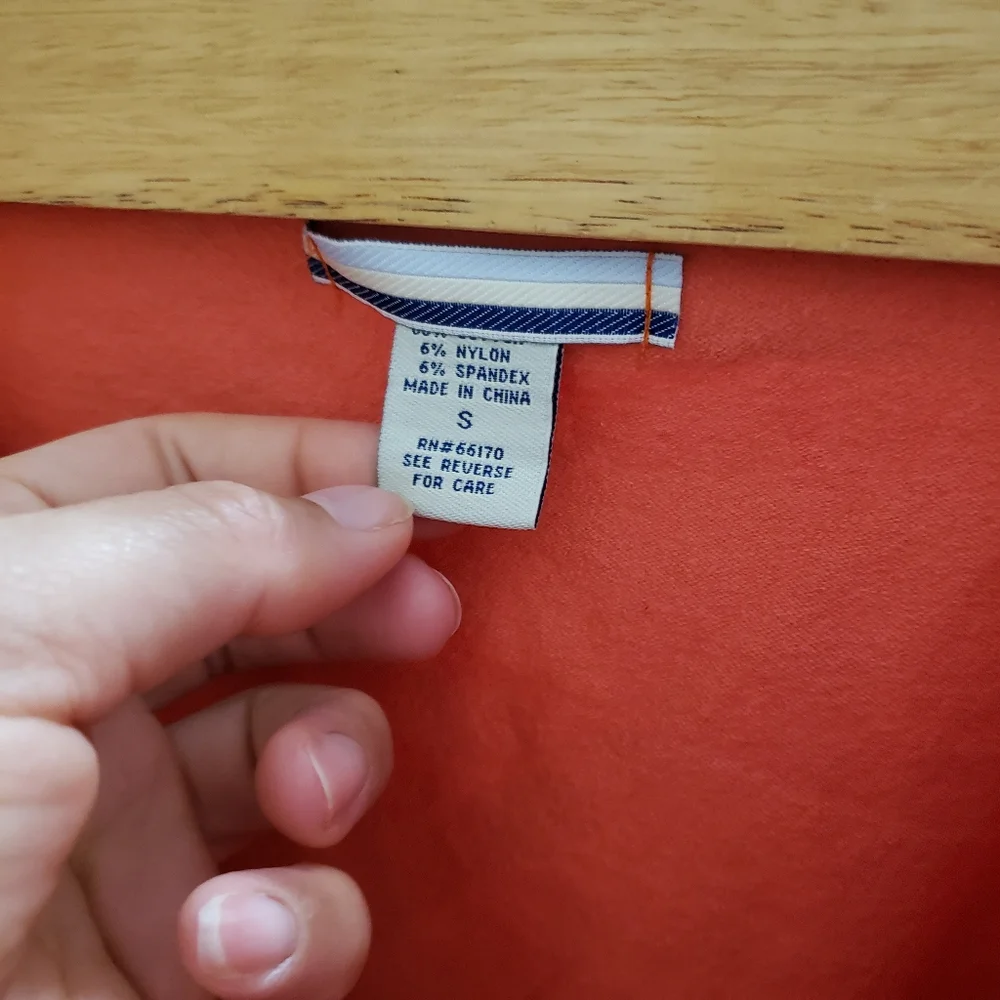 6% NYLON
6% SPANDEX
MADE IN CHINA
S
RN#66170
SEE REVERSE
FOR CARE